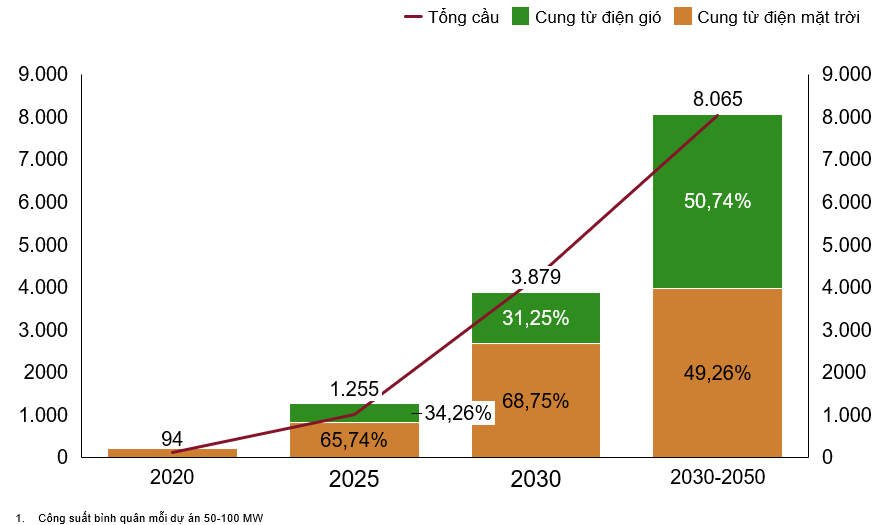 Tổng cầu Cung từ điện gió Cung từ điện mặt trời
9.000 9.000
8.065
8.000 8.000
7.000 7.000
6.000 50,74% 6.000
5.000 5.000
3.879
4.000 4.000
3.000 31,25% 3.000
2000 1.255 68,75% 49,26% 2000
1.000 34,26% 1.000
94 65,74%
0 0
2020 2025 2030 2030-2050
1. Công suất bình quân mỗi dự án 50-100 MW